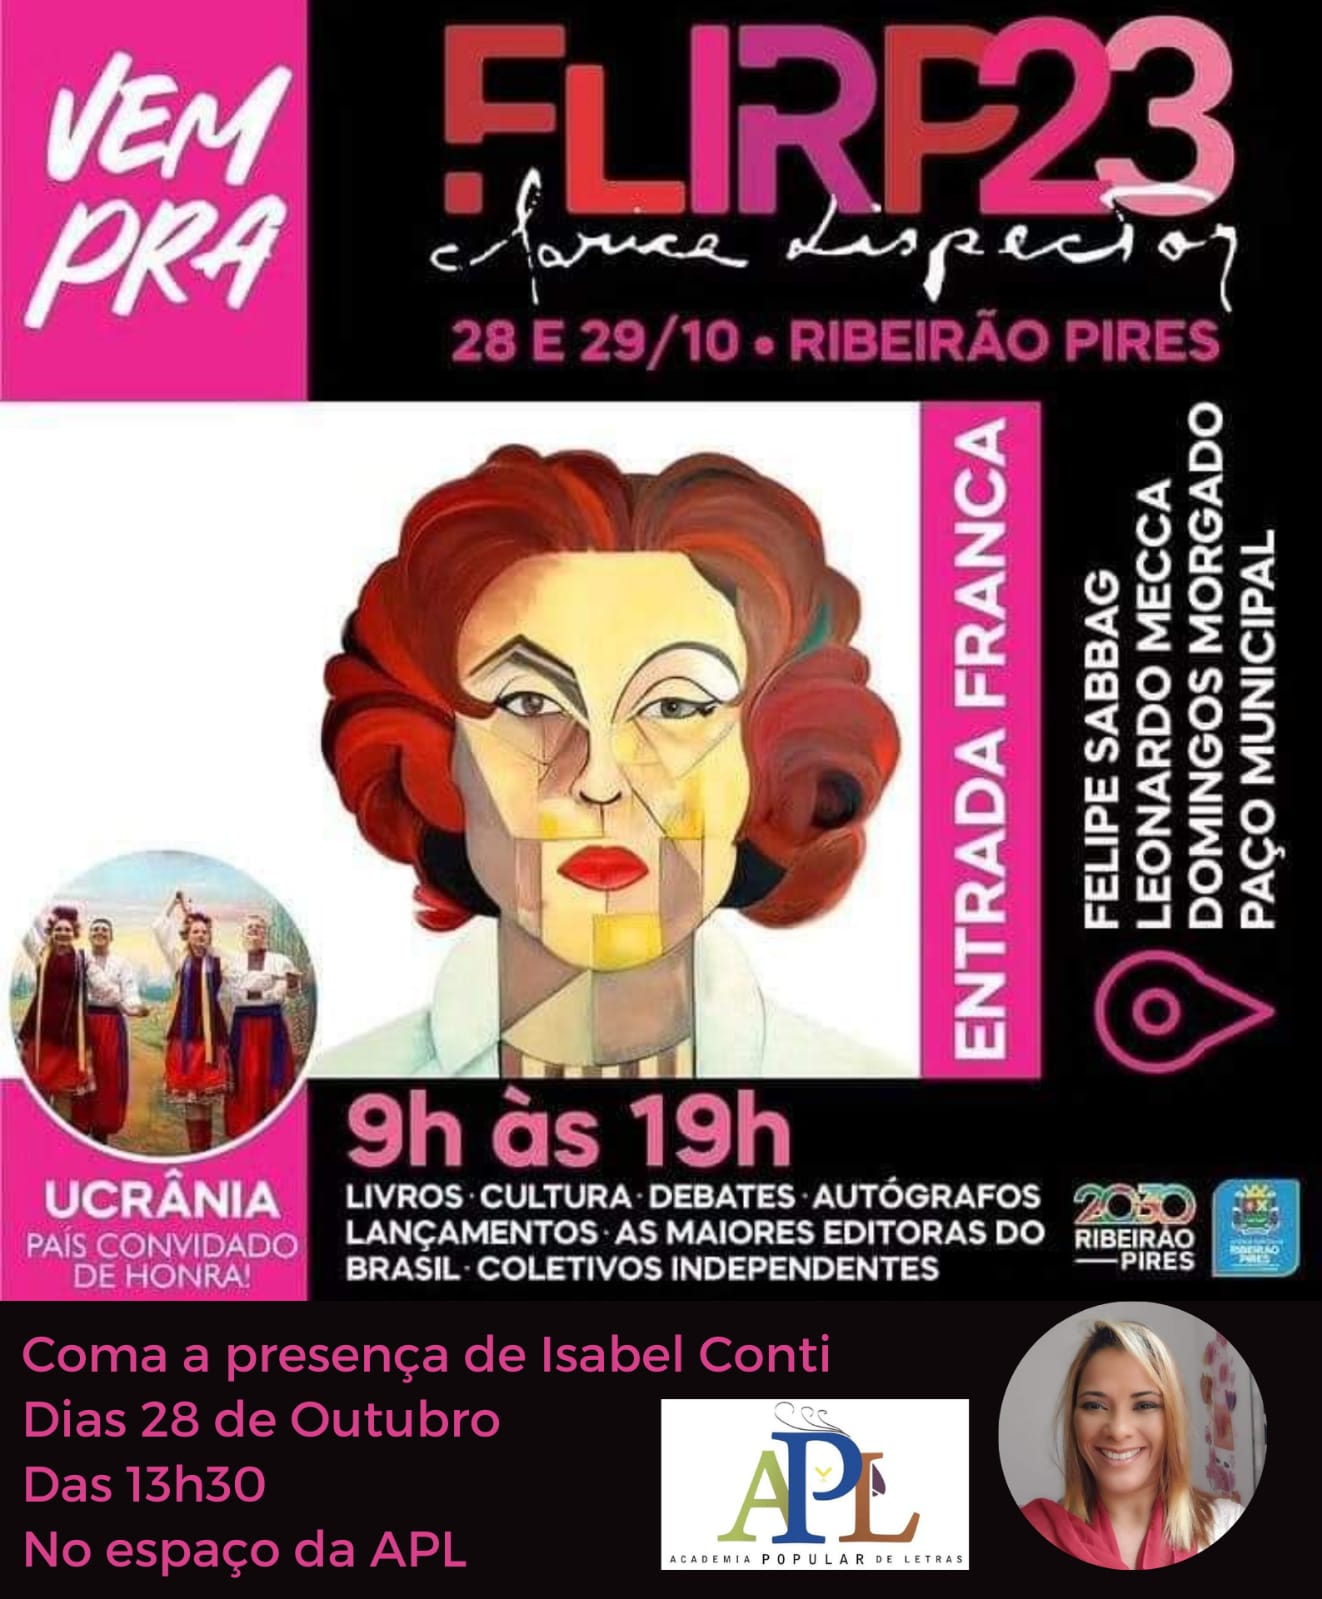 VEM
PRA
FLIRP23
Clarice Lispector
28 E 29/10 • RIBEIRÃO PIRES
ENTRADA FRANCA
FELIPE SABBAG
LEONARDO MECCA
DOMINGOS MORGADO
PAÇO MUNICIPAL
UCRÂNIA
PAÍS CONVIDADO
DE HONRA!
9h às 19h
LIVROS · CULTURA · DEBATES · AUTÓGRAFOS
LANÇAMENTOS · AS MAIORES EDITORAS DO
BRASIL · COLETIVOS INDEPENDENTES
2030
RIBEIRÃO
PIRES
RIBEIRÃO
PIRES
Coma a presença de Isabel Conti
Dias 28 de Outubro
Das 13h30
No espaço da APL
APL
ACADEMIA POPULAR DE LETRAS